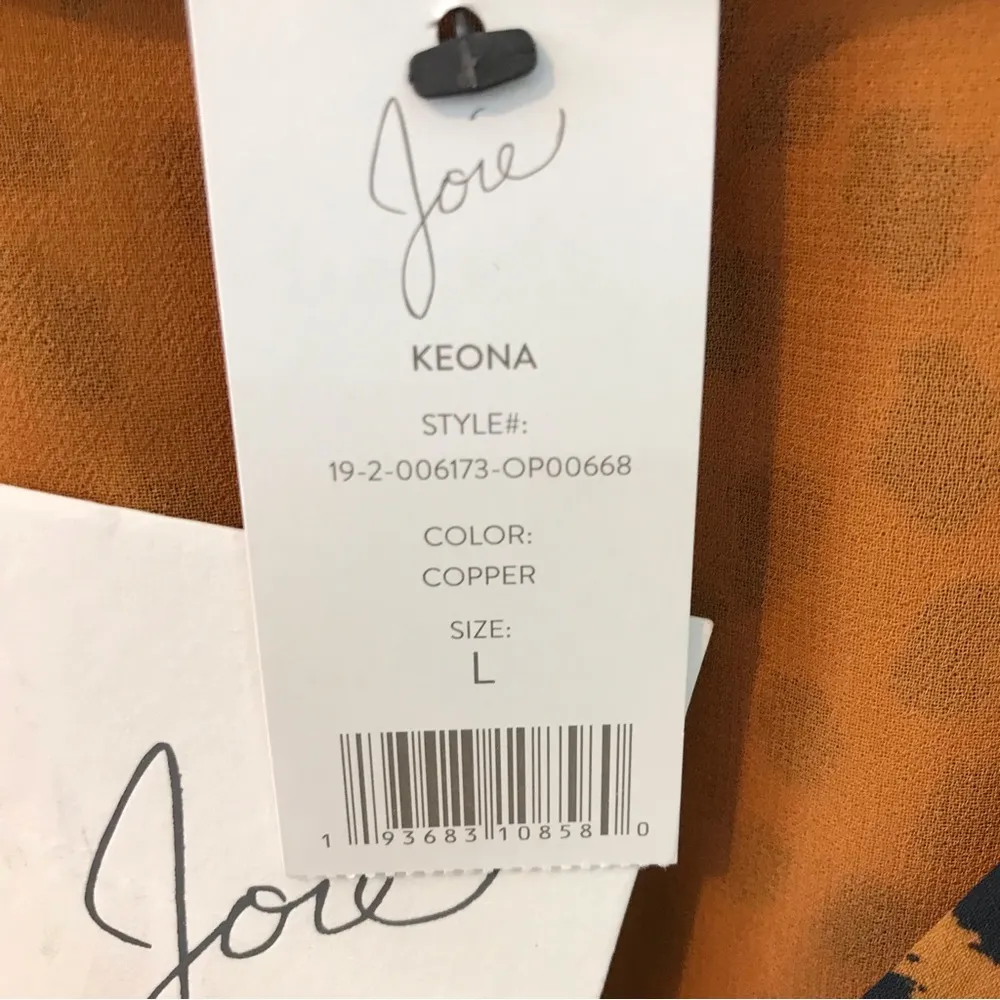 Joie
KEONA
STYLE#:
19-2-006173-OP00668
COLOR:
COPPER
SIZE:
L
1 93683 10858 0
Joie